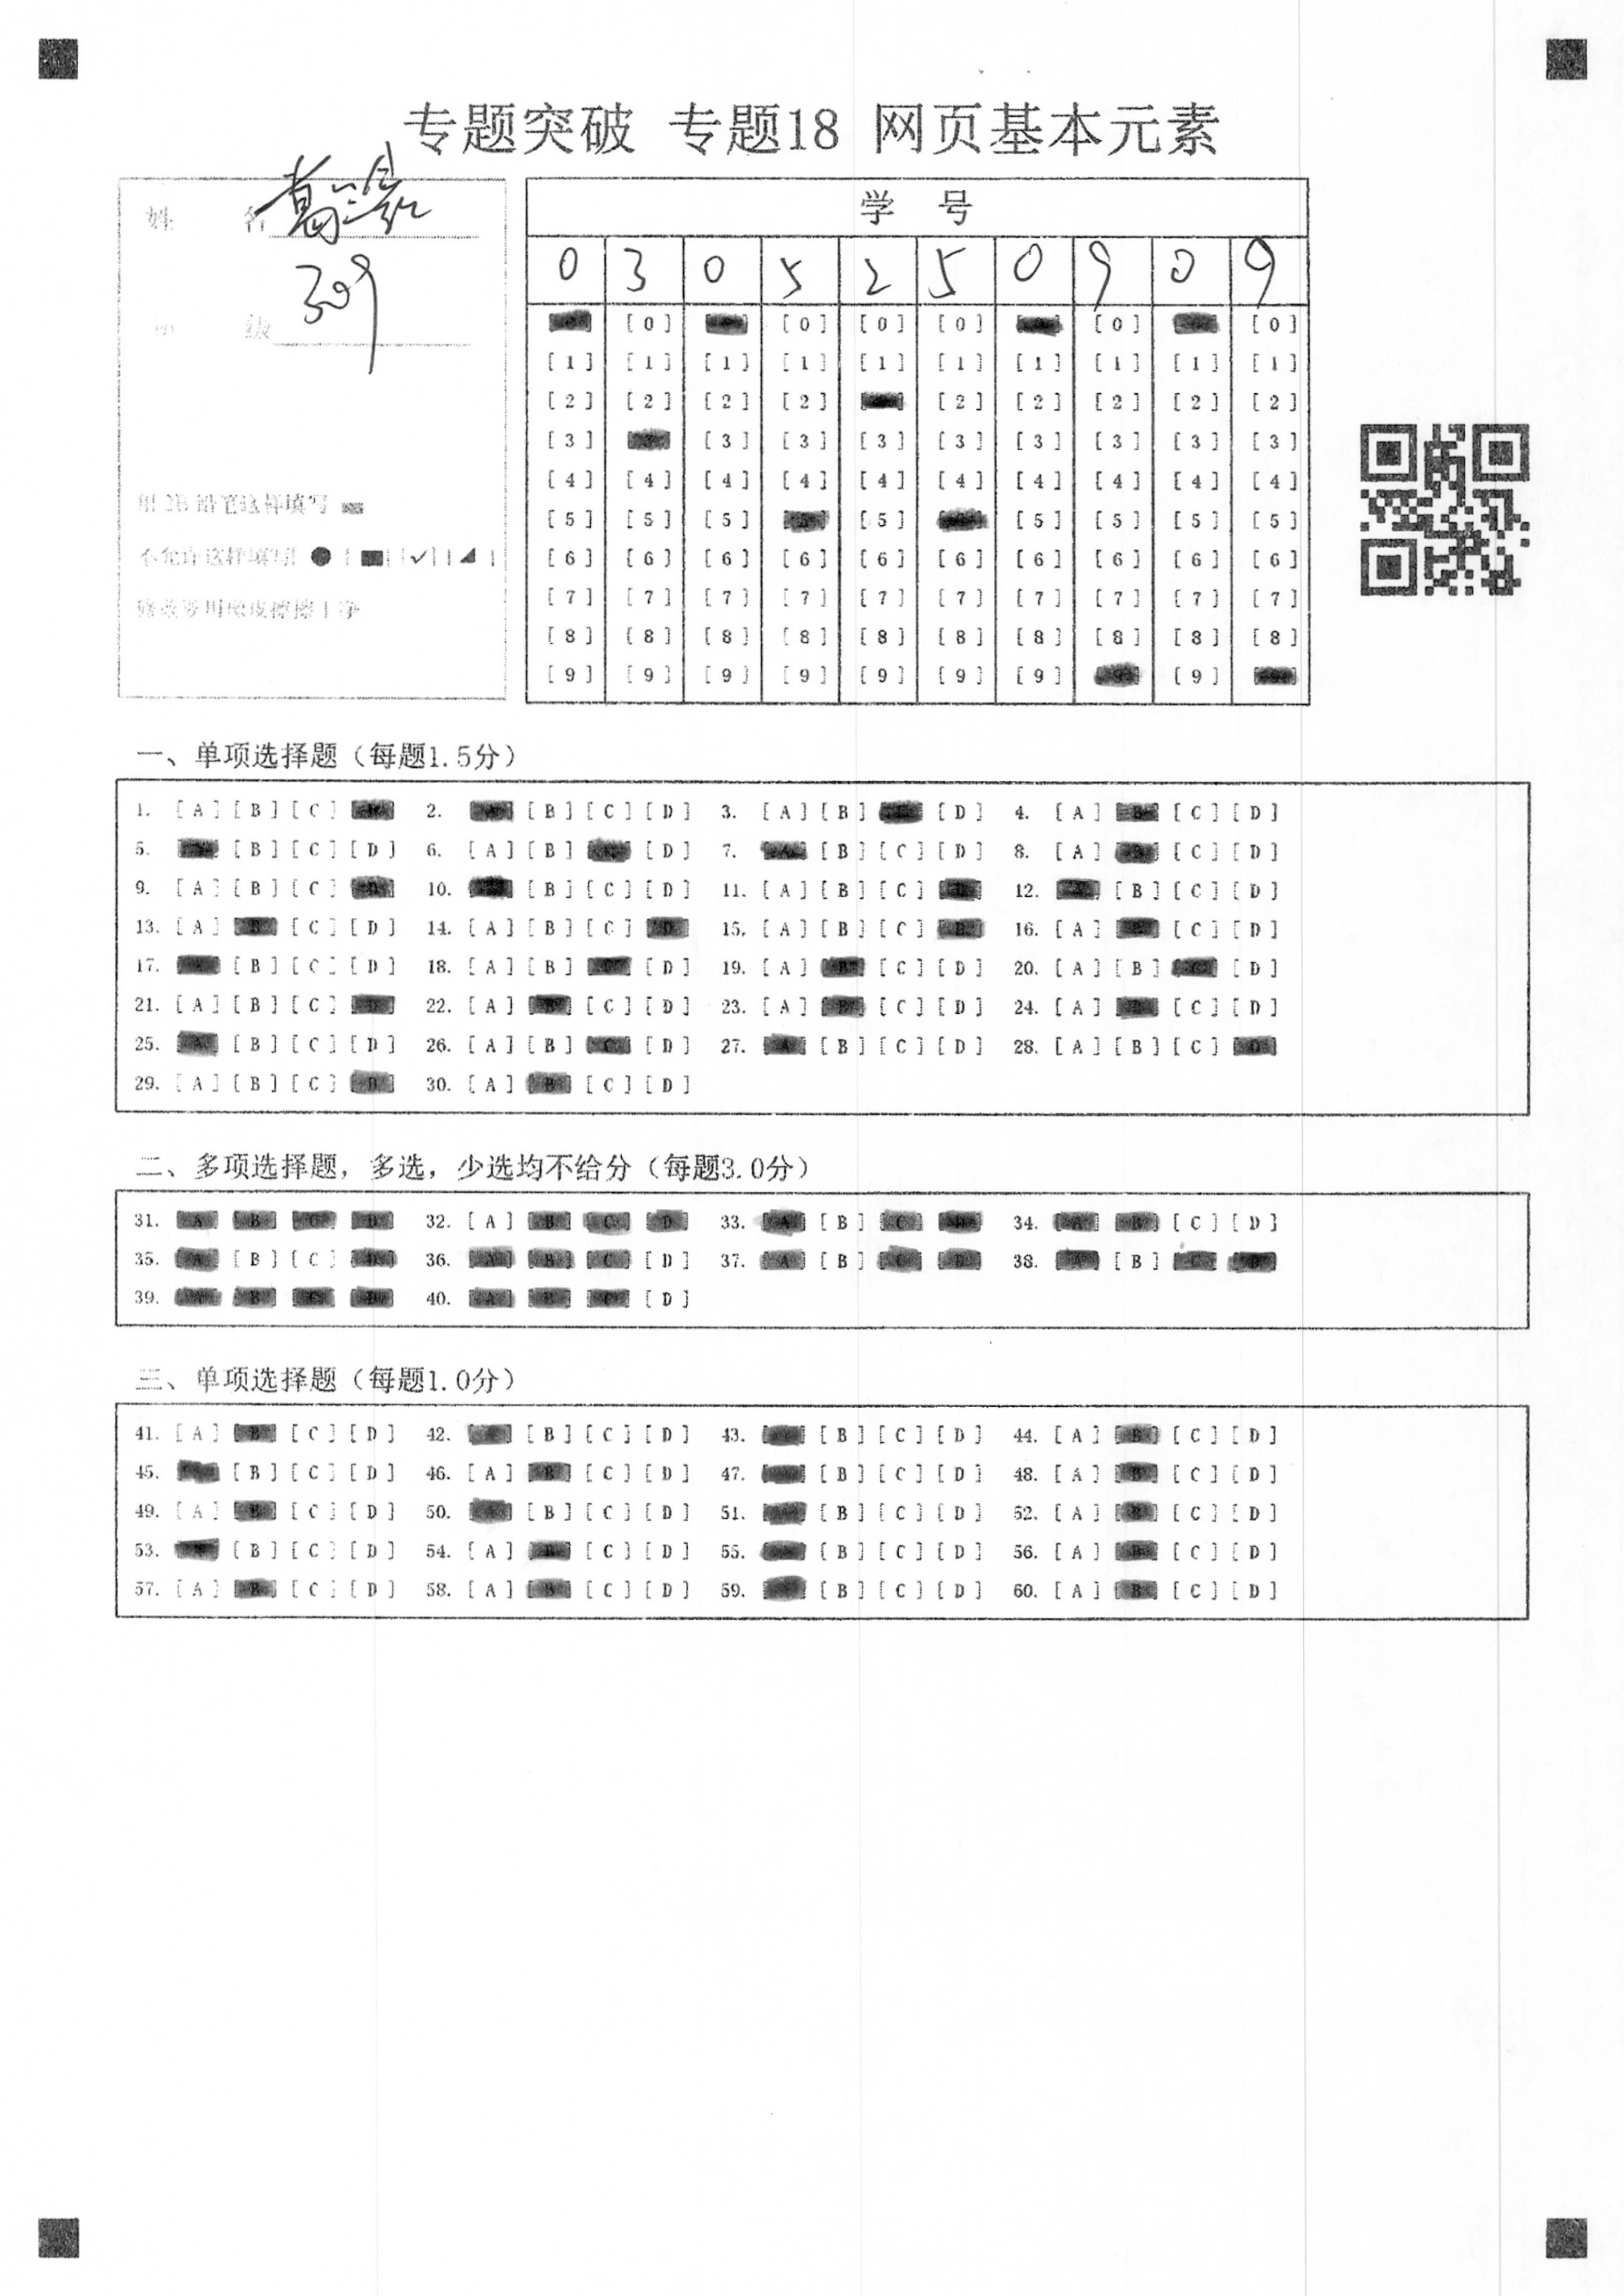 专题突破 专题18 网页基本元素
姓 名
309
级
用 2B 铅笔这样填写
不允许这样填写
修改要用橡皮擦擦干净
学 号
0 3 0 5 2 5 0 9 0 9
[0] [0] [0] [0] [0] [0]
[1] [1] [1] [1] [1] [1] [1] [1] [1] [1]
[2] [2] [2] [2] [2] [2] [2] [2] [2]
[3] [3] [3] [3] [3] [3] [3] [3] [3]
[4] [4] [4] [4] [4] [4] [4] [4] [4] [4]
[5] [5] [5] [5] [5] [5] [5] [5]
[6] [6] [6] [6] [6] [6] [6] [6] [6] [6]
[7] [7] [7] [7] [7] [7] [7] [7] [7] [7]
[8] [8] [8] [8] [8] [8] [8] [8] [8] [8]
[9] [9] [9] [9] [9] [9] [9] [9]
一、单项选择题（每题1.5分）
1. [A] [B] [C] 2. [B] [C] [D] 3. [A] [B] [D] 4. [A] [C] [D]
5. [B] [C] [D] 6. [A] [B] [D] 7. [B] [C] [D] 8. [A] [C] [D]
9. [A] [B] [C] 10. [B] [C] [D] 11. [A] [B] [C] 12. [B] [C] [D]
13. [A] [C] [D] 14. [A] [B] [C] 15. [A] [B] [C] 16. [A] [C] [D]
17. [B] [C] [D] 18. [A] [B] [D] 19. [A] [C] [D] 20. [A] [B] [D]
21. [A] [B] [C] 22. [A] [C] [D] 23. [A] [C] [D] 24. [A] [C] [D]
25. [B] [C] [D] 26. [A] [B] [D] 27. [B] [C] [D] 28. [A] [B] [C]
29. [A] [B] [C] 30. [A] [C] [D]
二、多项选择题，多选，少选均不给分（每题3.0分）
31. 32. [A] 33. [B] 34. [C] [D]
35. [B] [C] 36. [D] 37. [B] 38. [B]
39. 40. [D]
三、单项选择题（每题1.0分）
41. [A] [C] [D] 42. [B] [C] [D] 43. [B] [C] [D] 44. [A] [C] [D]
45. [B] [C] [D] 46. [A] [C] [D] 47. [B] [C] [D] 48. [A] [C] [D]
49. [A] [C] [D] 50. [B] [C] [D] 51. [B] [C] [D] 52. [A] [C] [D]
53. [B] [C] [D] 54. [A] [C] [D] 55. [B] [C] [D] 56. [A] [C] [D]
57. [A] [C] [D] 58. [A] [C] [D] 59. [B] [C] [D] 60. [A] [C] [D]